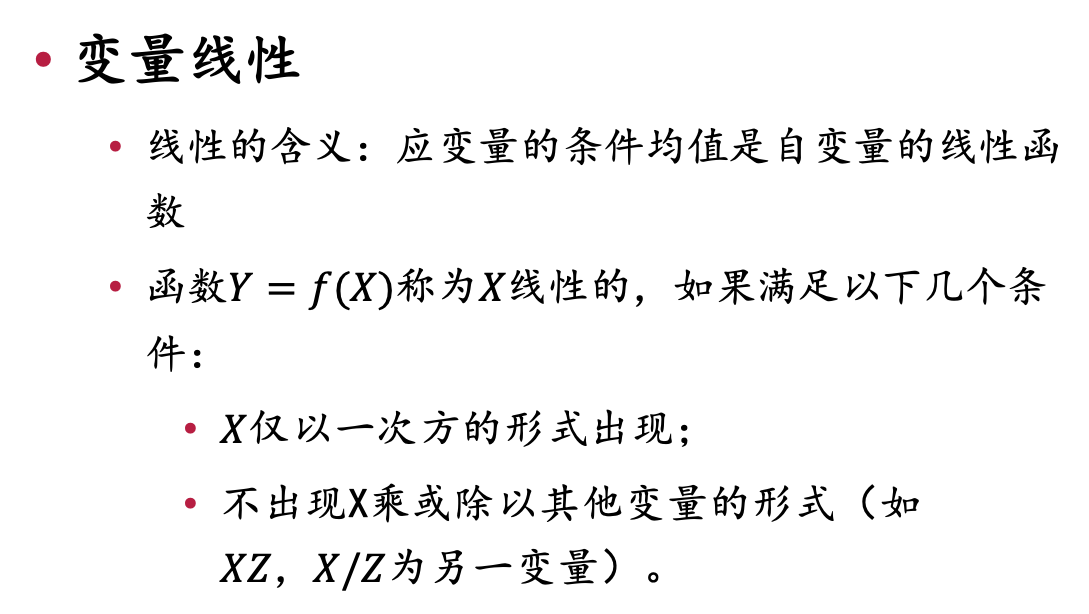 • 变量线性
• 线性的含义：应变量的条件均值是自变量的线性函
数
• 函数Y = f(X)称为X线性的，如果满足以下几个条
件：
• X仅以一次方的形式出现；
• 不出现X乘或除以其他变量的形式（如
XZ，X/Z为另一变量）。